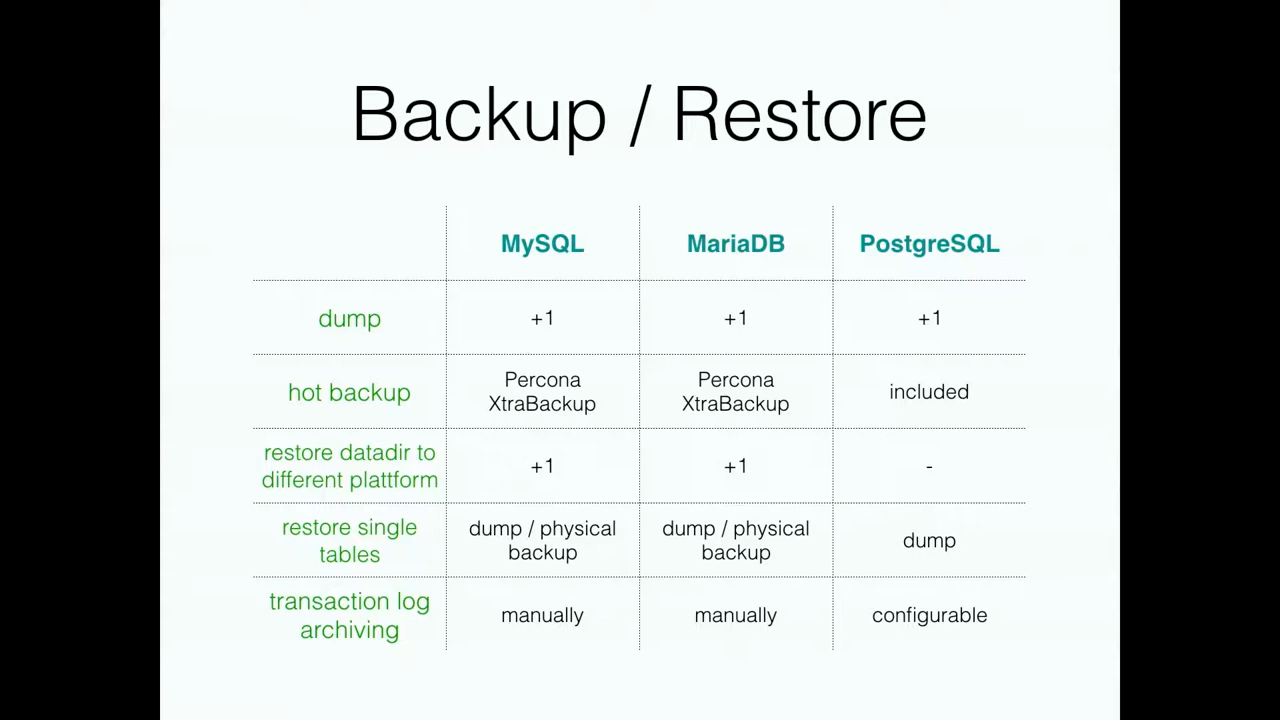 Backup / Restore
MySQL MariaDB PostgreSQL
dump +1 +1 +1
hot backup Percona XtraBackup Percona XtraBackup included
restore datadir to different plattform +1 +1 -
restore single tables dump / physical backup dump / physical backup dump
transaction log archiving manually manually configurable